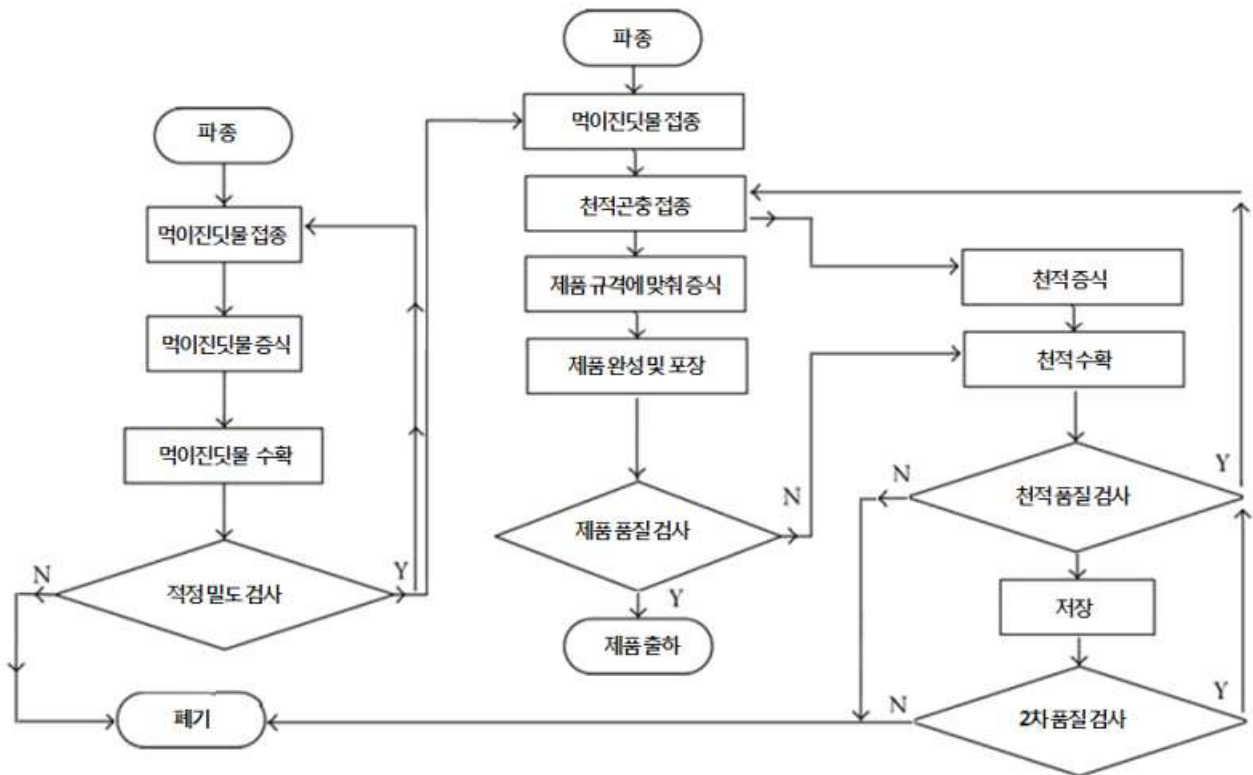 파종
먹이진딧물 접종
먹이진딧물 증식
먹이진딧물 수확
적정 밀도 검사
N
Y
폐기
파종
먹이진딧물 접종
천적곤충 접종
제품 규격에 맞춰 증식
제품 완성 및 포장
제품 품질 검사
N
Y
제품 출하
천적 증식
천적 수확
천적 품질 검사
N
Y
저장
2차 품질 검사
N
Y